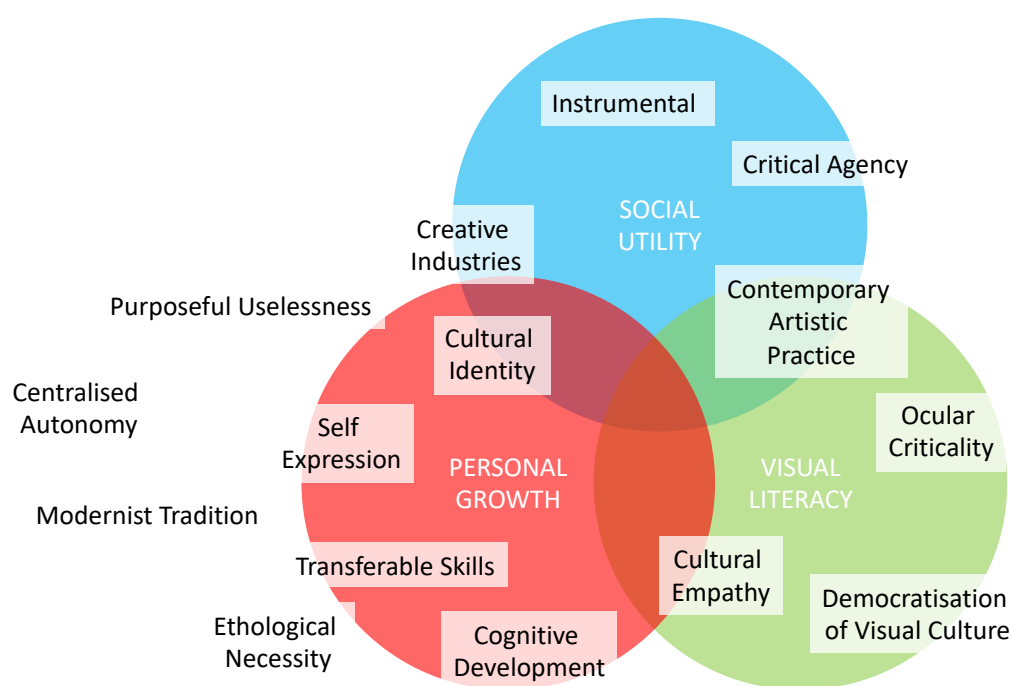 Instrumental
Critical Agency
SOCIAL
UTILITY
Creative
Industries
Contemporary
Artistic
Practice
Purposeful Uselessness
Cultural
Identity
Centralised
Autonomy
Self
Expression
Ocular
Criticality
PERSONAL
GROWTH
VISUAL
LITERACY
Modernist Tradition
Transferable Skills
Cultural
Empathy
Democratisation
of Visual Culture
Ethological
Necessity
Cognitive
Development